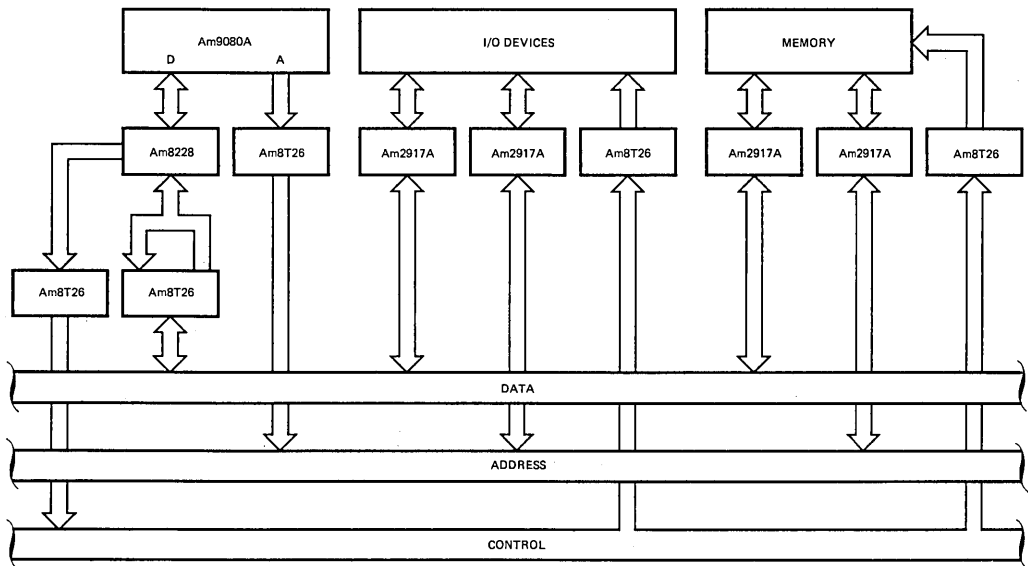 Am9080A
D A
I/O DEVICES
MEMORY
Am8228
Am8T26
Am2917A
Am2917A
Am8T26
Am2917A
Am2917A
Am8T26
Am8T26
Am8T26
DATA
ADDRESS
CONTROL